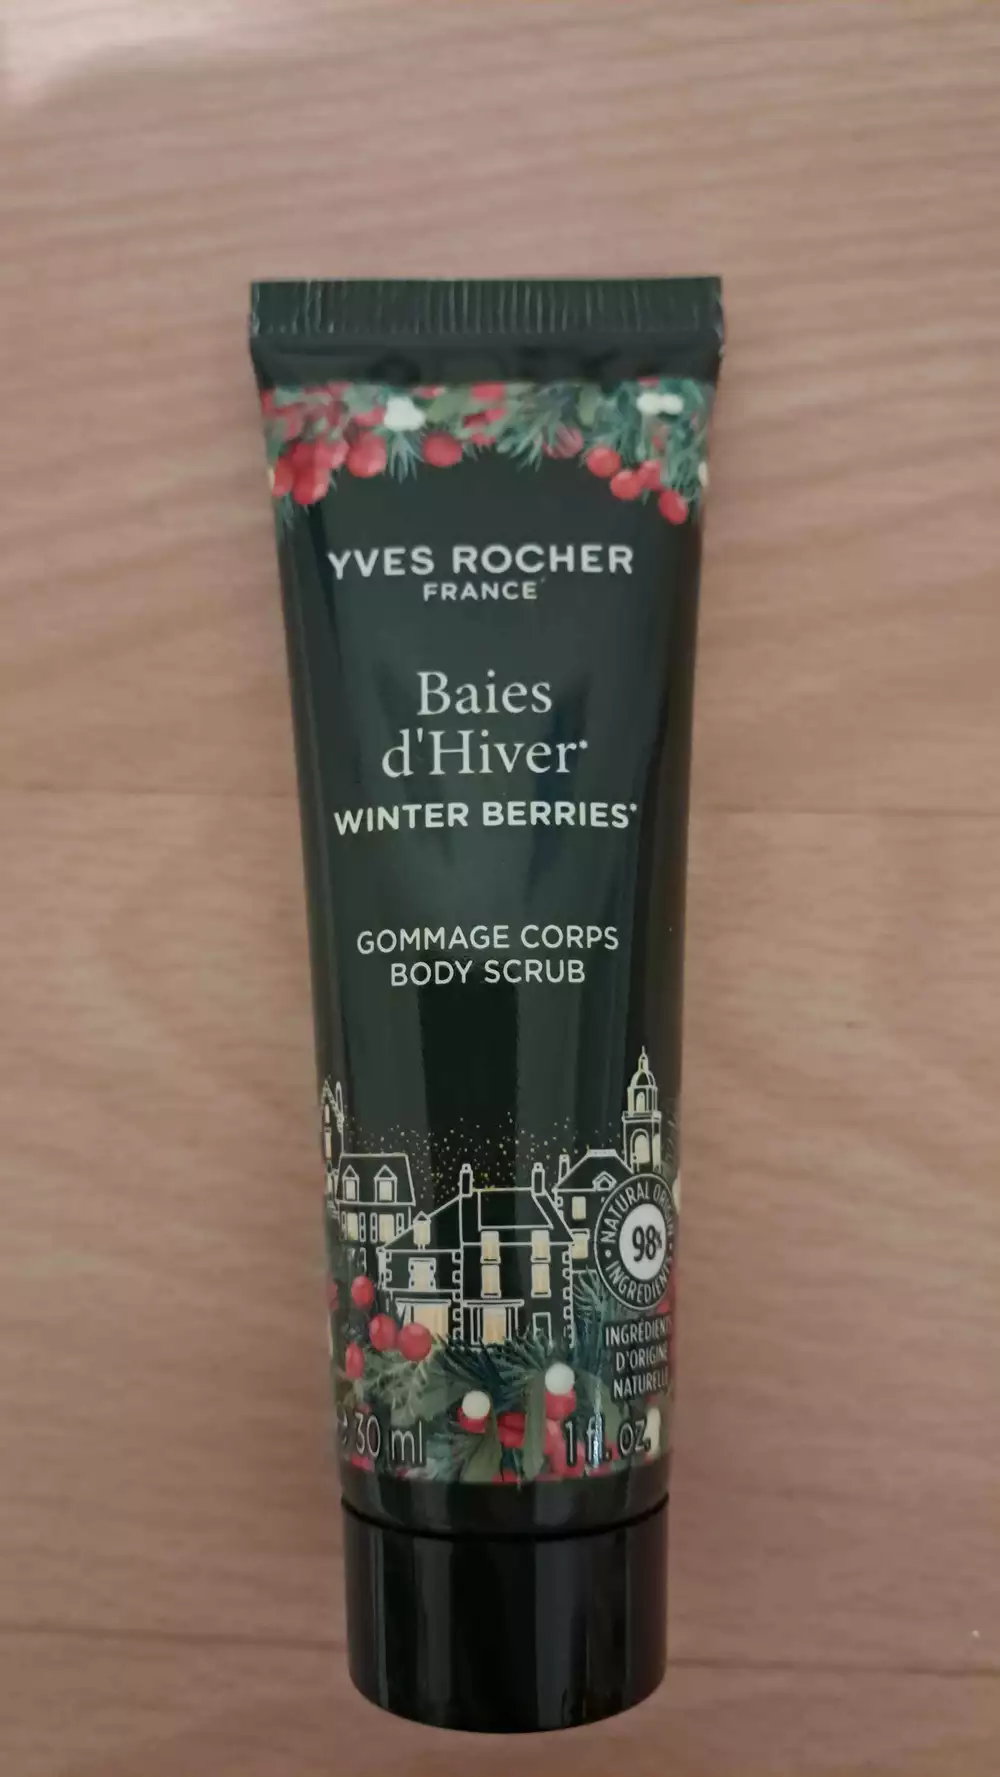 YVES ROCHER
FRANCE
Baies
d'Hiver*
WINTER BERRIES*
GOMMAGE CORPS
BODY SCRUB
NATURAL ORIGIN
98%
INGREDIENTS
INGRÉDIENTS
D'ORIGINE
NATURELLE
e 30 ml
1 fl. oz.